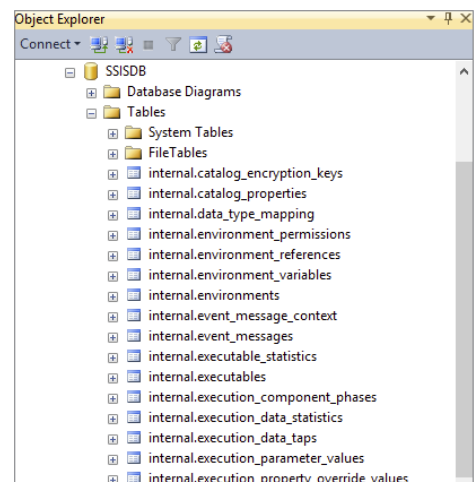 Object Explorer
Connect
SSISDB
Database Diagrams
Tables
System Tables
FileTables
internal.catalog_encryption_keys
internal.catalog_properties
internal.data_type_mapping
internal.environment_permissions
internal.environment_references
internal.environment_variables
internal.environments
internal.event_message_context
internal.event_messages
internal.executable_statistics
internal.executables
internal.execution_component_phases
internal.execution_data_statistics
internal.execution_data_taps
internal.execution_parameter_values
internal.execution_property_override_values